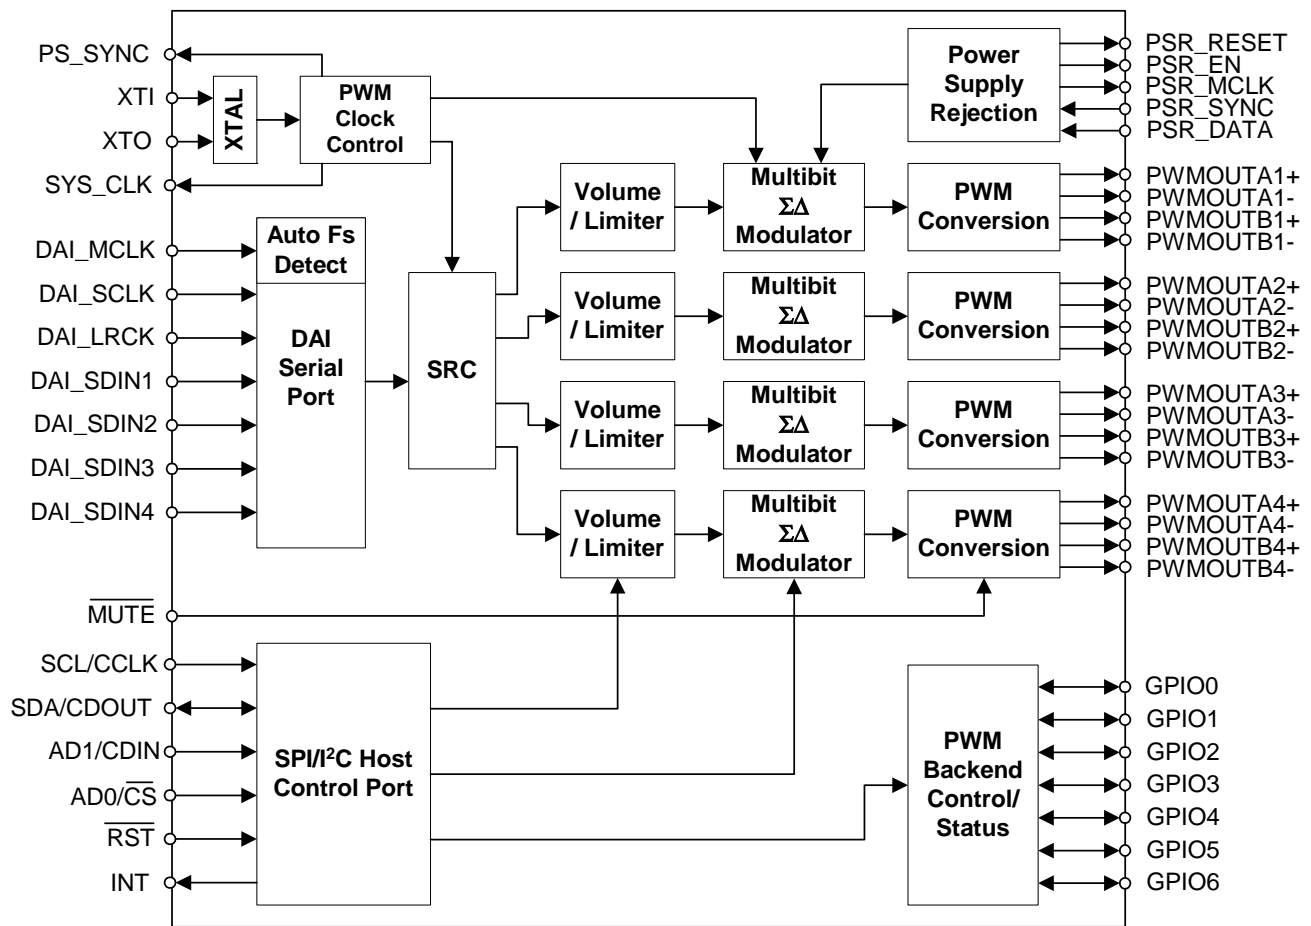 PS_SYNC
XTI
XTO
SYS_CLK
DAI_MCLK
DAI_SCLK
DAI_LRCK
DAI_SDIN1
DAI_SDIN2
DAI_SDIN3
DAI_SDIN4
MUTE
SCL/CCLK
SDA/CDOUT
AD1/CDIN
AD0/CS
RST
INT
XTAL
PWM
Clock
Control
Auto Fs
Detect
DAI
Serial
Port
SRC
SPI/I²C Host
Control Port
Volume
/ Limiter
Volume
/ Limiter
Volume
/ Limiter
Volume
/ Limiter
Multibit
ΣΔ
Modulator
Multibit
ΣΔ
Modulator
Multibit
ΣΔ
Modulator
Multibit
ΣΔ
Modulator
Power
Supply
Rejection
PWM
Conversion
PWM
Conversion
PWM
Conversion
PWM
Conversion
PWM
Backend
Control/
Status
PSR_RESET
PSR_EN
PSR_MCLK
PSR_SYNC
PSR_DATA
PWMOUTA1+
PWMOUTA1-
PWMOUTB1+
PWMOUTB1-
PWMOUTA2+
PWMOUTA2-
PWMOUTB2+
PWMOUTB2-
PWMOUTA3+
PWMOUTA3-
PWMOUTB3+
PWMOUTB3-
PWMOUTA4+
PWMOUTA4-
PWMOUTB4+
PWMOUTB4-
GPIO0
GPIO1
GPIO2
GPIO3
GPIO4
GPIO5
GPIO6